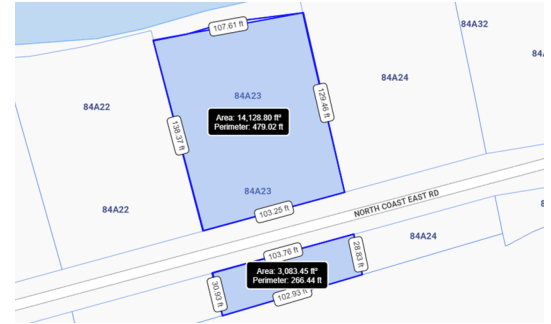 107.61 ft
84A32
84A24
84A23
84A22
Area: 14,128.80 ft²
Perimeter: 479.02 ft
129.46 ft
138.37 ft
84A23
84A22
103.25 ft
NORTH COAST EAST RD
84A24
103.76 ft
28.83 ft
Area: 3,083.45 ft²
Perimeter: 266.44 ft
30.93 ft
102.93 ft